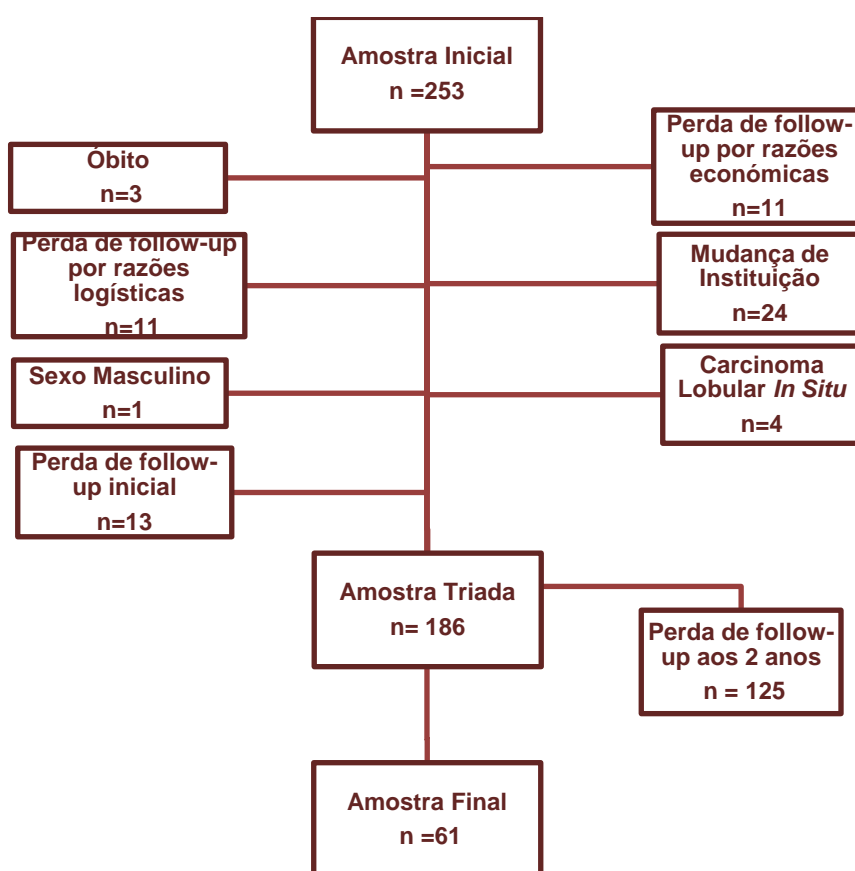 Amostra Inicial
n =253
Óbito
n=3
Perda de follow-
up por razões
económicas
n=11
Perda de follow-up
por razões
logísticas
n=11
Mudança de
Instituição
n=24
Sexo Masculino
n=1
Carcinoma
Lobular In Situ
n=4
Perda de follow-
up inicial
n=13
Amostra Triada
n= 186
Perda de follow-
up aos 2 anos
n = 125
Amostra Final
n =61